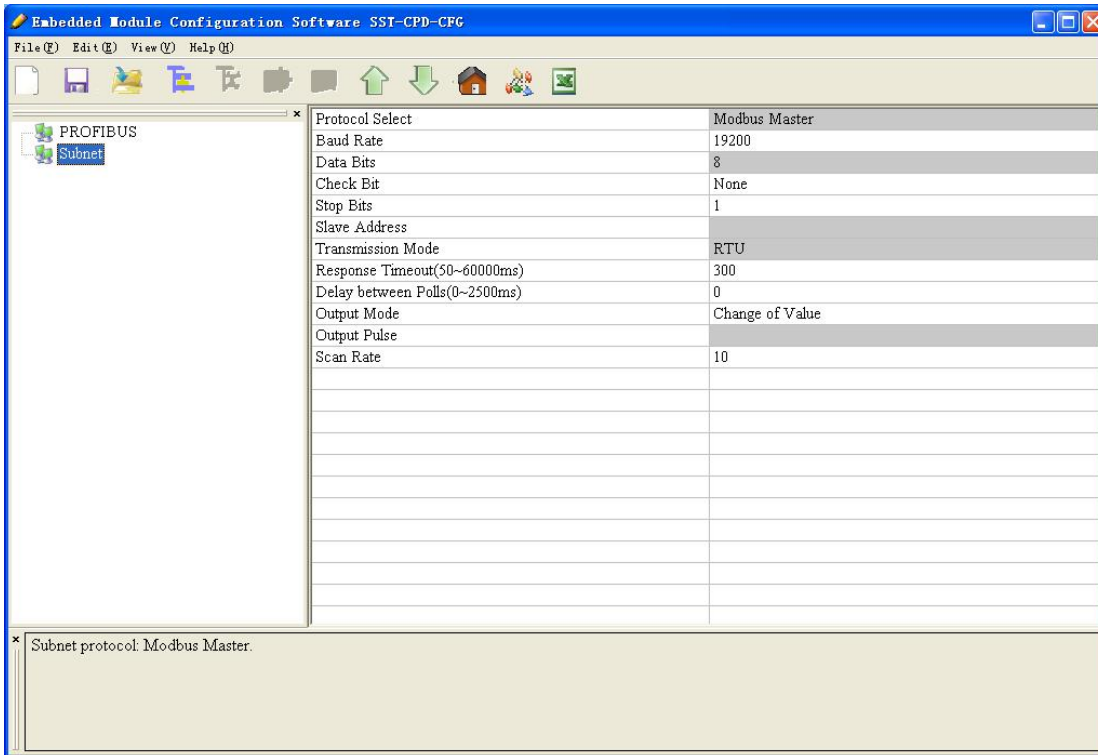 Embedded Module Configuration Software SST-CPD-CFG
File(F) Edit(E) View(V) Help(H)
PROFIBUS
Subnet
Protocol Select Modbus Master
Baud Rate 19200
Data Bits 8
Check Bit None
Stop Bits 1
Slave Address
Transmission Mode RTU
Response Timeout(50~60000ms) 300
Delay between Polls(0~2500ms) 0
Output Mode Change of Value
Output Pulse
Scan Rate 10
Subnet protocol: Modbus Master.